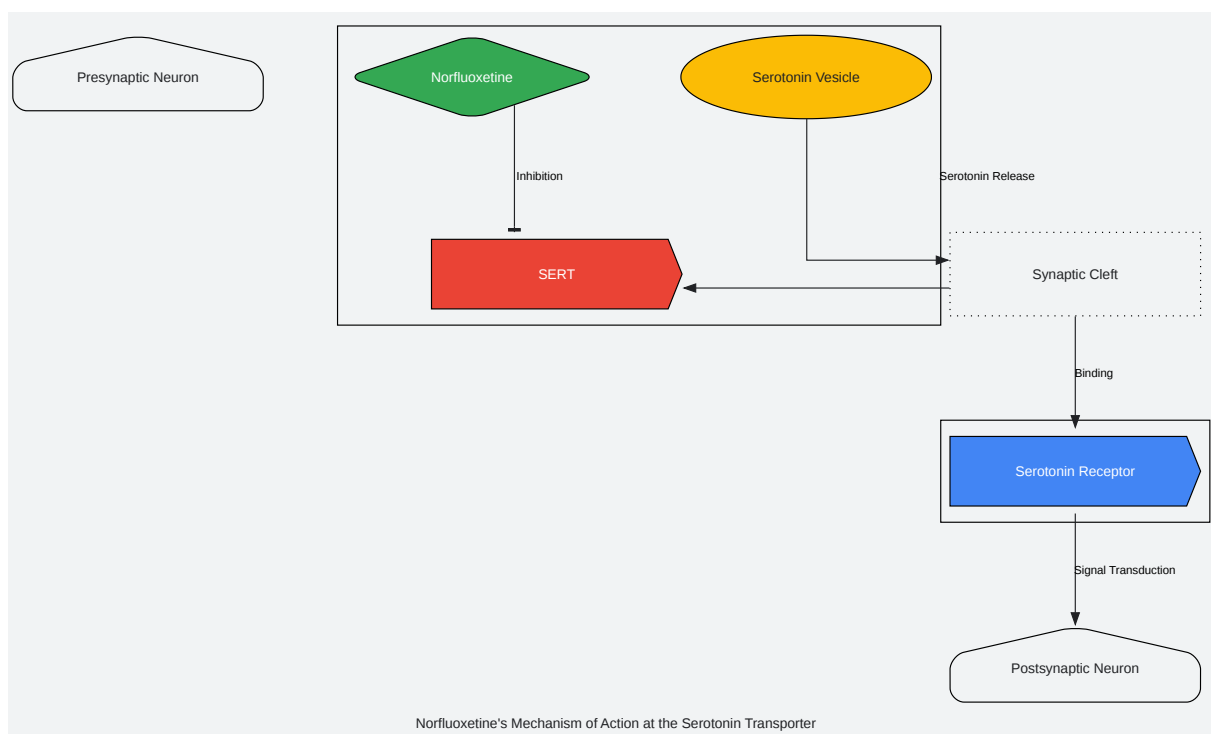 Presynaptic Neuron
Norfluoxetine
Serotonin Vesicle
Inhibition
Serotonin Release
SERT
Synaptic Cleft
Binding
Serotonin Receptor
Signal Transduction
Postsynaptic Neuron
Norfluoxetine's Mechanism of Action at the Serotonin Transporter